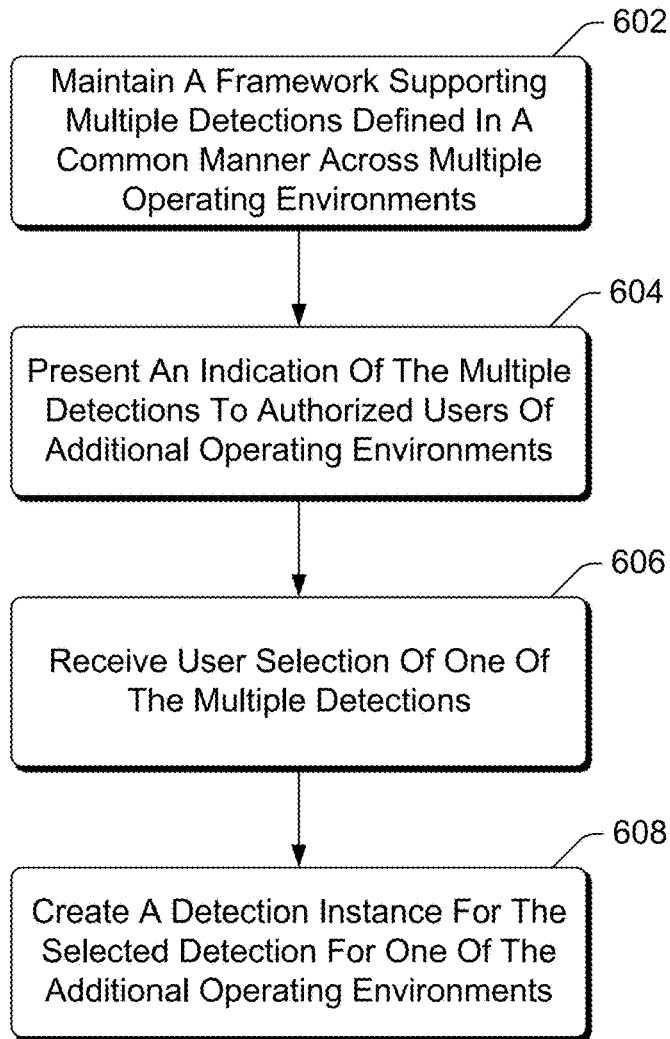 602
Maintain A Framework Supporting
Multiple Detections Defined In A
Common Manner Across Multiple
Operating Environments
604
Present An Indication Of The Multiple
Detections To Authorized Users Of
Additional Operating Environments
606
Receive User Selection Of One Of
The Multiple Detections
608
Create A Detection Instance For The
Selected Detection For One Of The
Additional Operating Environments